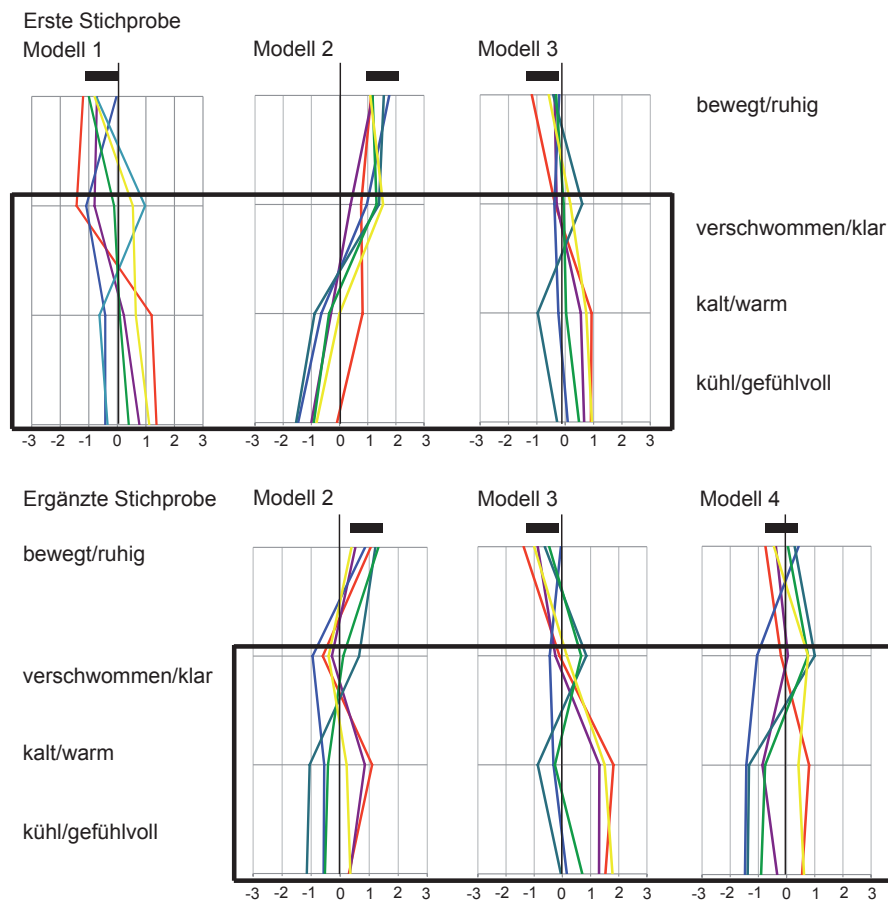 Erste Stichprobe
Modell 1
Modell 2
Modell 3
bewegt/ruhig
verschwommen/klar
kalt/warm
kühl/gefühlvoll
-3 -2 -1 0 1 2 3
-3 -2 -1 0 1 2 3
-3 -2 -1 0 1 2 3
Ergänzte Stichprobe
Modell 2
Modell 3
Modell 4
bewegt/ruhig
verschwommen/klar
kalt/warm
kühl/gefühlvoll
-3 -2 -1 0 1 2 3
-3 -2 -1 0 1 2 3
-3 -2 -1 0 1 2 3